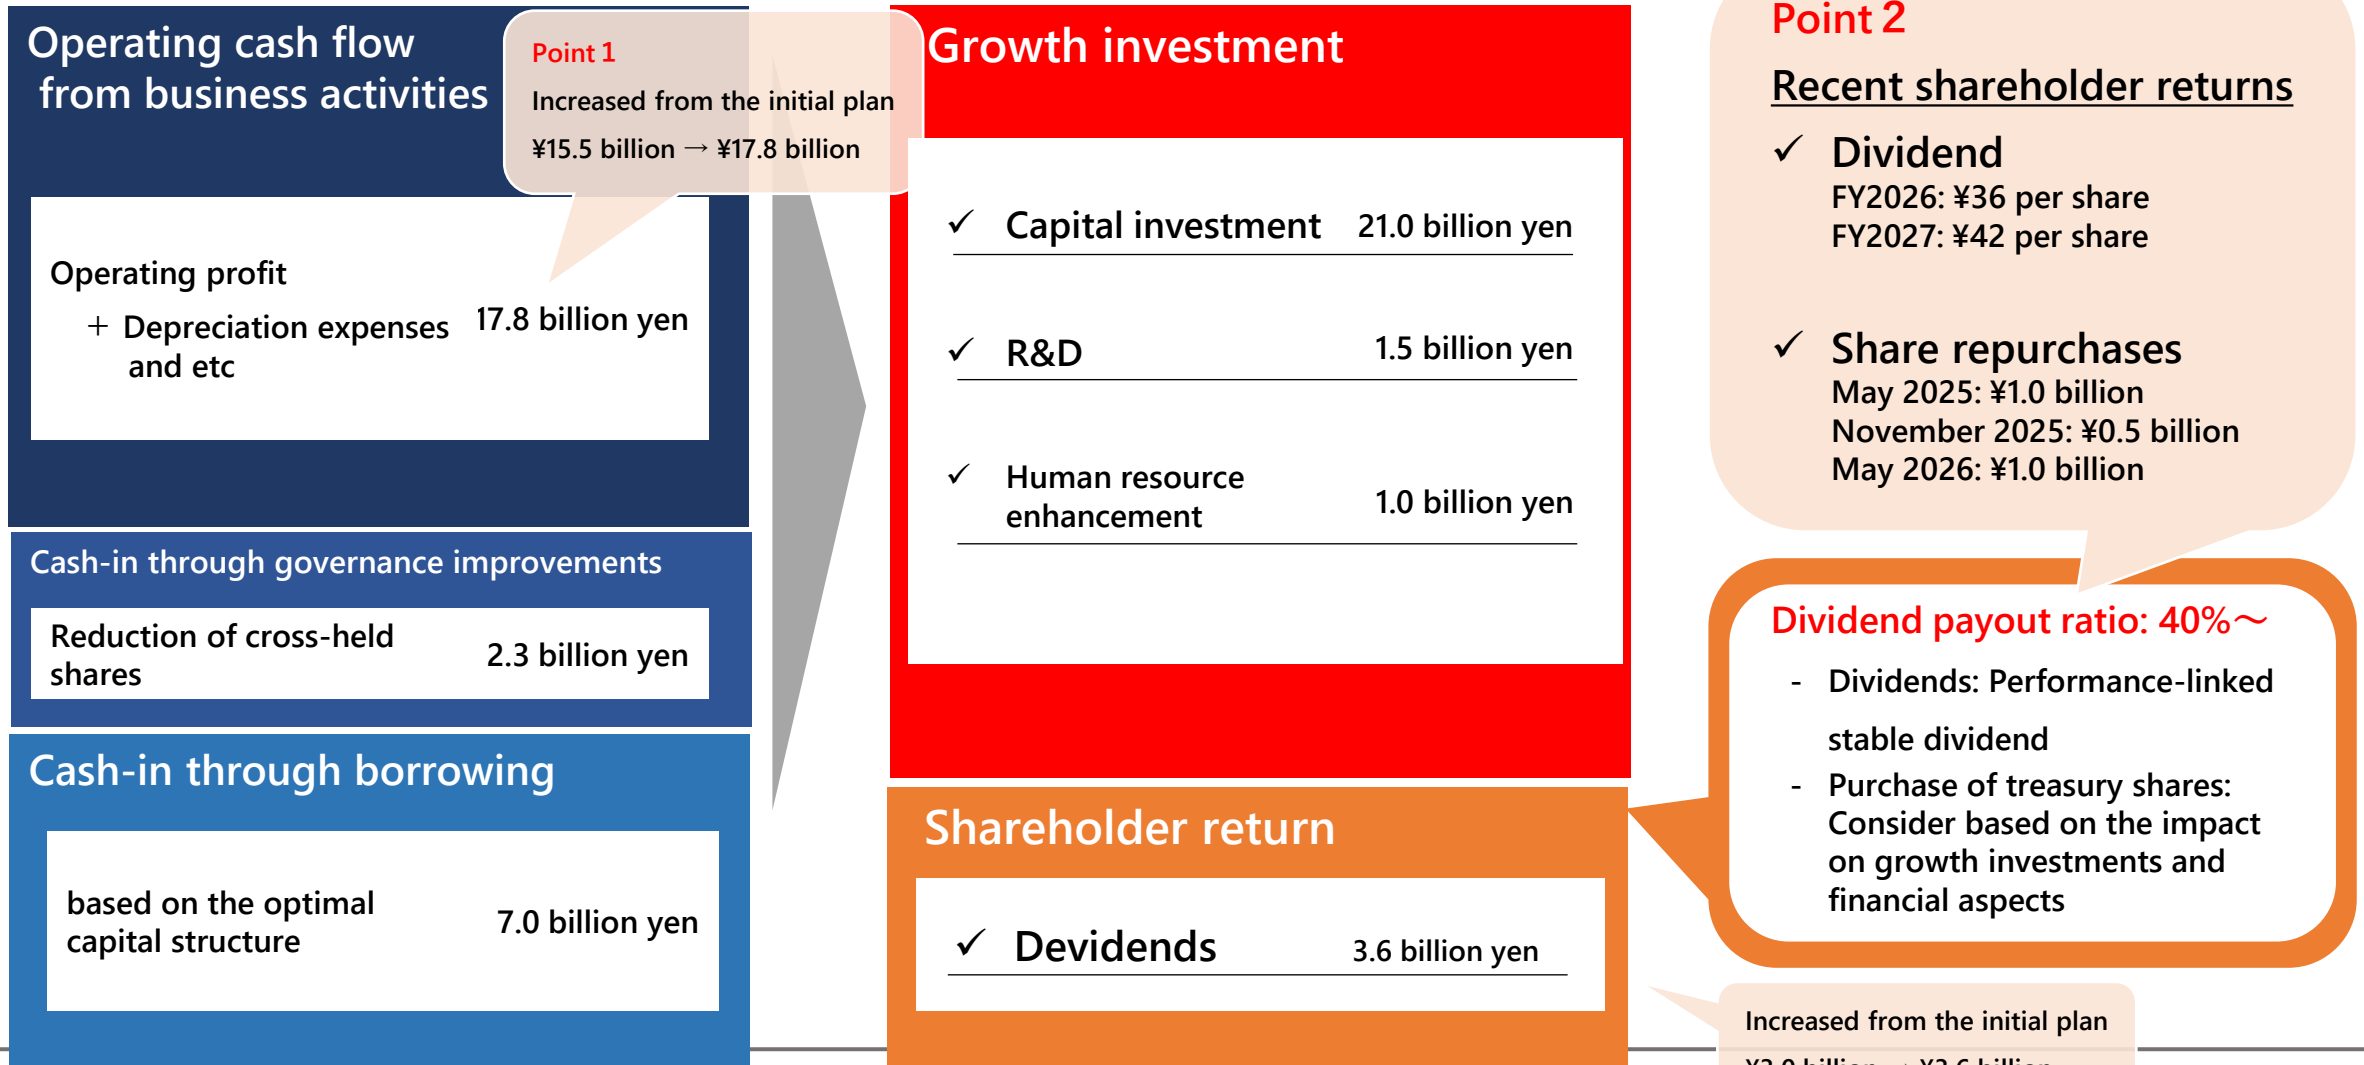 Operating cash flow
from business activities
Point 1
Increased from the initial plan
¥15.5 billion → ¥17.8 billion
Operating profit
+ Depreciation expenses
and etc
17.8 billion yen
Cash-in through governance improvements
Reduction of cross-held
shares
2.3 billion yen
Cash-in through borrowing
based on the optimal
capital structure
7.0 billion yen
Growth investment
✓ Capital investment 21.0 billion yen
✓ R&D 1.5 billion yen
✓ Human resource
enhancement
1.0 billion yen
Shareholder return
✓ Devidends 3.6 billion yen
Point 2
Recent shareholder returns
✓ Dividend
FY2026: ¥36 per share
FY2027: ¥42 per share
✓ Share repurchases
May 2025: ¥1.0 billion
November 2025: ¥0.5 billion
May 2026: ¥1.0 billion
Dividend payout ratio: 40%~
- Dividends: Performance-linked
stable dividend
- Purchase of treasury shares:
Consider based on the impact
on growth investments and
financial aspects
Increased from the initial plan